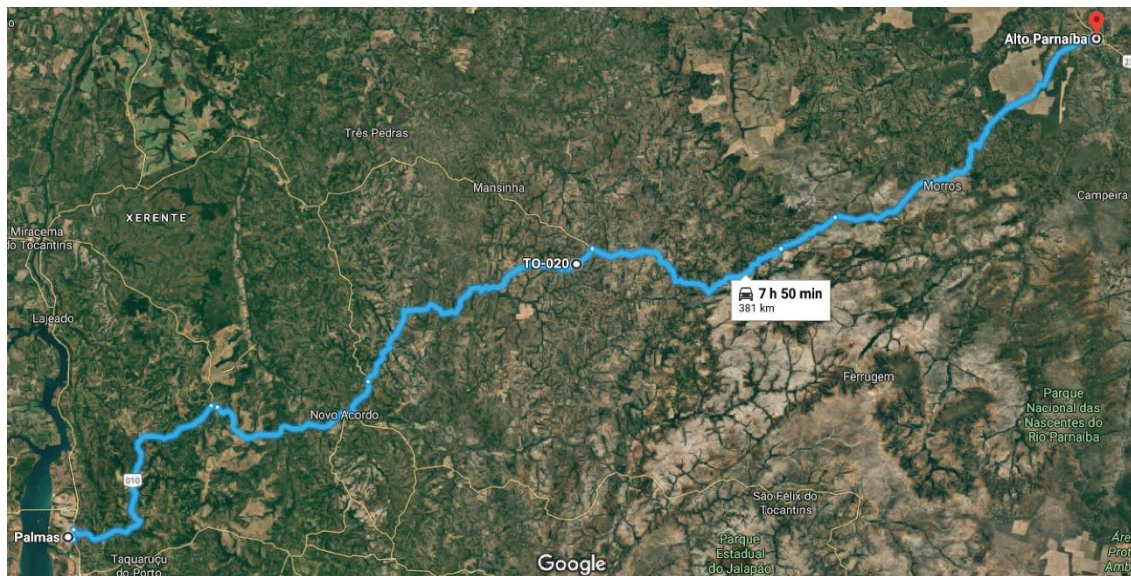 Alto Parnaíba
Três Pedras
Mansinha
Morros
Campeira
XERENTE
Miracema
do Tocantins
TO-020
7 h 50 min
381 km
Lajeado
Ferrugem
Novo Acordo
Parque
Nacional das
Nascentes do
Rio Parnaíba
010
São Félix do
Tocantins
Palmas
Taquaruçu
do Porto
Google
Parque
Estadual
do Jalapão